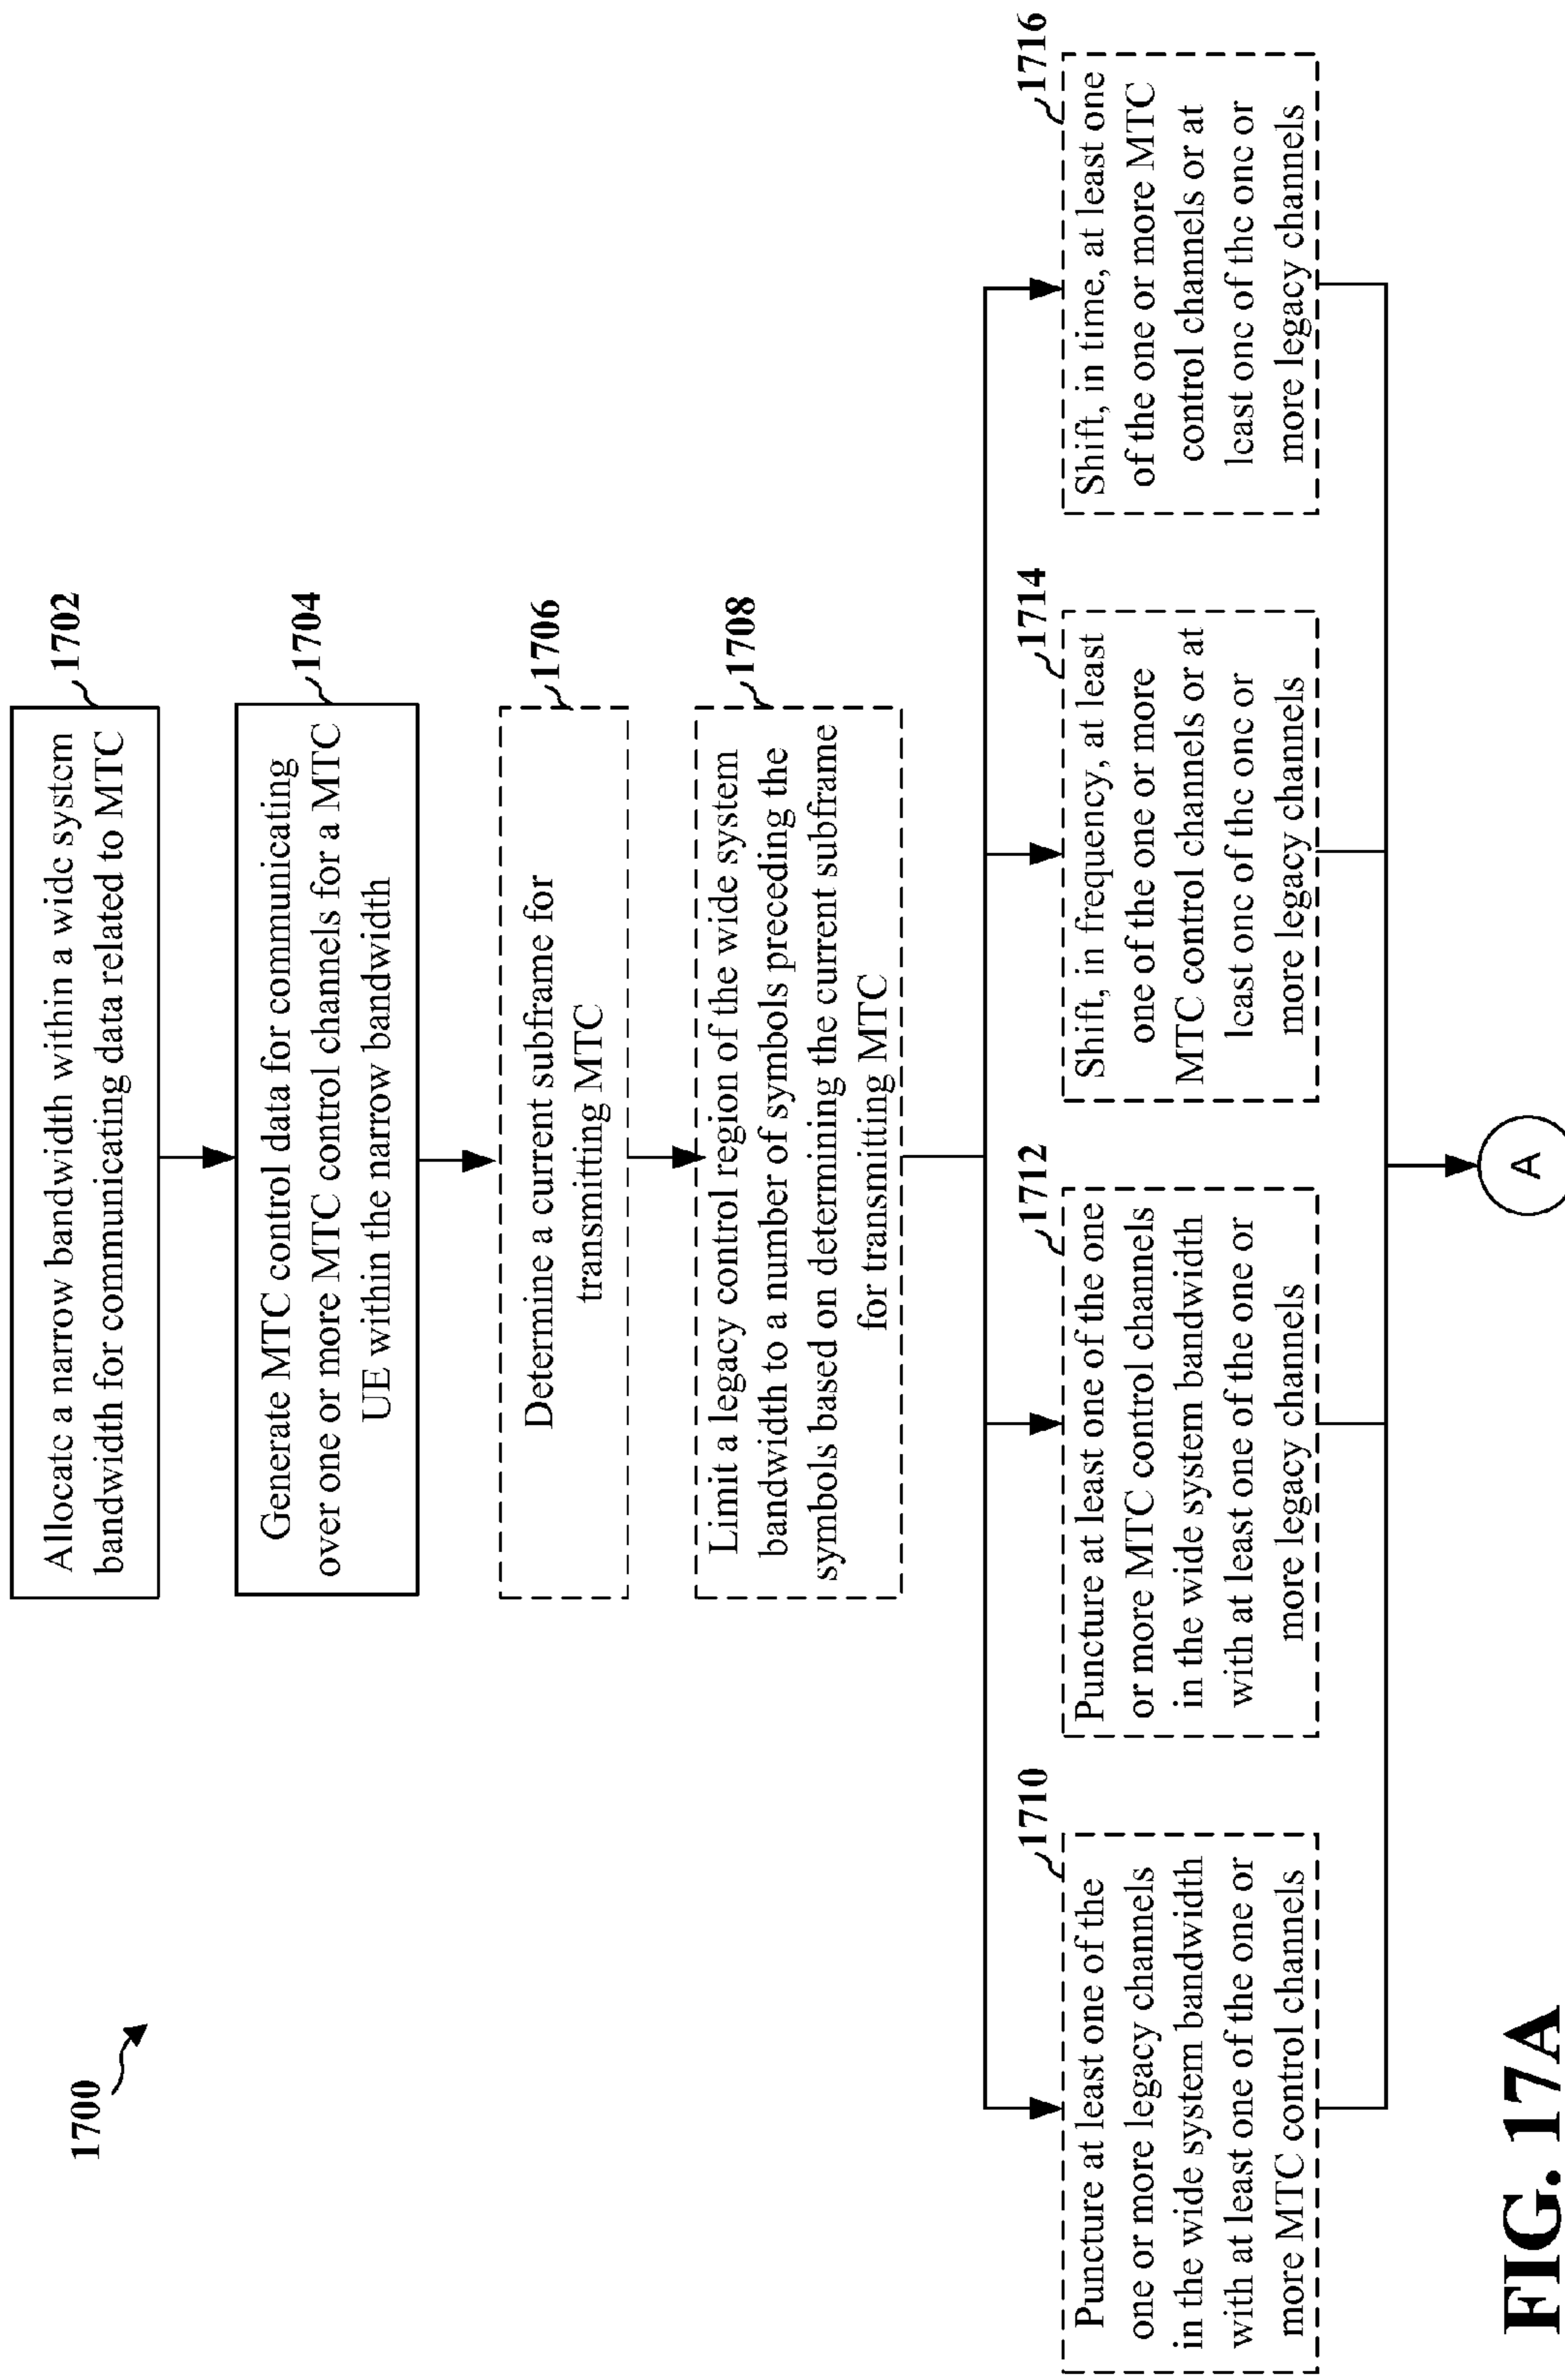 1700
1702
Allocate a narrow bandwidth within a wide system
bandwidth for communicating data related to MTC
1704
Generate MTC control data for communicating
over one or more MTC control channels for a MTC
UE within the narrow bandwidth
1706
Determine a current subframe for
transmitting MTC
1708
Limit a legacy control region of the wide system
bandwidth to a number of symbols preceding the
symbols based on determining the current subframe
for transmitting MTC
1710
Puncture at least one of the
one or more legacy channels
in the wide system bandwidth
with at least one of the one or
more MTC control channels
1712
Puncture at least one of the one
or more MTC control channels
in the wide system bandwidth
with at least one of the one or
more legacy channels
1714
Shift, in frequency, at least
one of the one or more
MTC control channels or at
least one of the one or
more legacy channels
1716
Shift, in time, at least one
of the one or more MTC
control channels or at
least one of the one or
more legacy channels
A
FIG. 17A